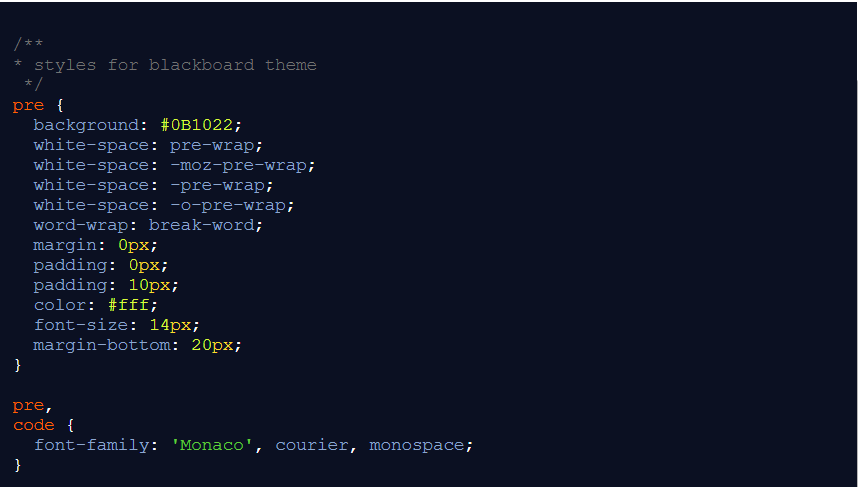 /**
* styles for blackboard theme
 */
pre {
  background: #0B1022;
  white-space: pre-wrap;
  white-space: -moz-pre-wrap;
  white-space: -pre-wrap;
  white-space: -o-pre-wrap;
  word-wrap: break-word;
  margin: 0px;
  padding: 0px;
  padding: 10px;
  color: #fff;
  font-size: 14px;
  margin-bottom: 20px;
}

pre,
code {
  font-family: 'Monaco', courier, monospace;
}